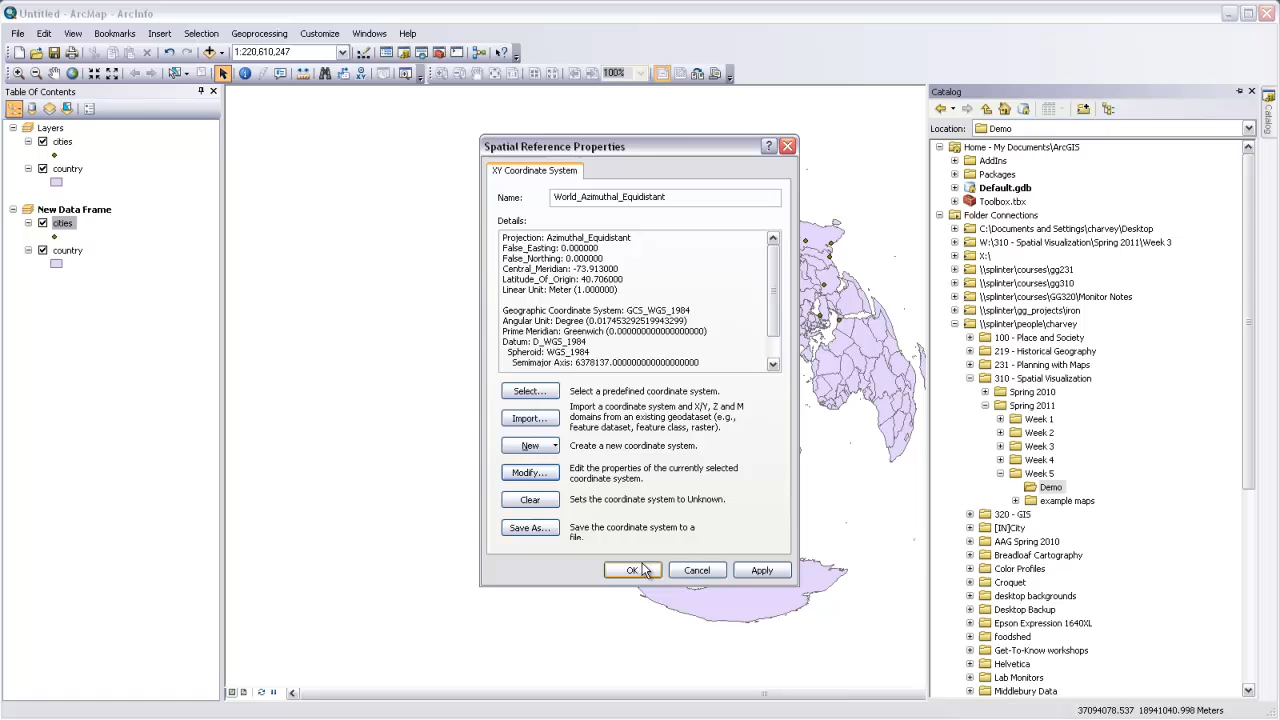 Untitled - ArcMap - ArcInfo
File Edit View Bookmarks Insert Selection Geoprocessing Customize Windows Help
1:220,610,247
100%
Table Of Contents
Layers
cities
country
New Data Frame
cities
country
Spatial Reference Properties
XY Coordinate System
Name: World_Azimuthal_Equidistant
Details:
Projection: Azimuthal_Equidistant
False_Easting: 0.000000
False_Northing: 0.000000
Central_Meridian: -73.913000
Latitude_Of_Origin: 40.706000
Linear Unit: Meter (1.000000)
Geographic Coordinate System: GCS_WGS_1984
Angular Unit: Degree (0.017453292519943299)
Prime Meridian: Greenwich (0.000000000000000000)
Datum: D_WGS_1984
Spheroid: WGS_1984
Semimajor Axis: 6378137.000000000000000000
Select... Select a predefined coordinate system.
Import... Import a coordinate system and X/Y, Z and M
domains from an existing geodataset (e.g.,
feature dataset, feature class, raster).
New Create a new coordinate system.
Modify... Edit the properties of the currently selected
coordinate system.
Clear Sets the coordinate system to Unknown.
Save As... Save the coordinate system to a
file.
OK Cancel Apply
Catalog
Location: Demo
Home - My Documents\ArcGIS
AddIns
Packages
Default.gdb
Toolbox.tbx
Folder Connections
C:\Documents and Settings\charvey\Desktop
W:\310 - Spatial Visualization\Spring 2011\Week 3
X:\
\\splinter\courses\gg231
\\splinter\courses\gg310
\\splinter\courses\GG320\Monitor Notes
\\splinter\gg_projects\iron
\\splinter\people\charvey
100 - Place and Society
219 - Historical Geography
231 - Planning with Maps
310 - Spatial Visualization
Spring 2010
Spring 2011
Week 1
Week 2
Week 3
Week 4
Week 5
Demo
example maps
320 - GIS
[IN]City
AAG Spring 2010
Breadloaf Cartography
Color Profiles
Croquet
desktop backgrounds
Desktop Backup
Epson Expression 1640XL
foodshed
Get-To-Know workshops
Helvetica
Lab Monitors
Middlebury Data
Catalog
37094078.537 18941040.998 Meters